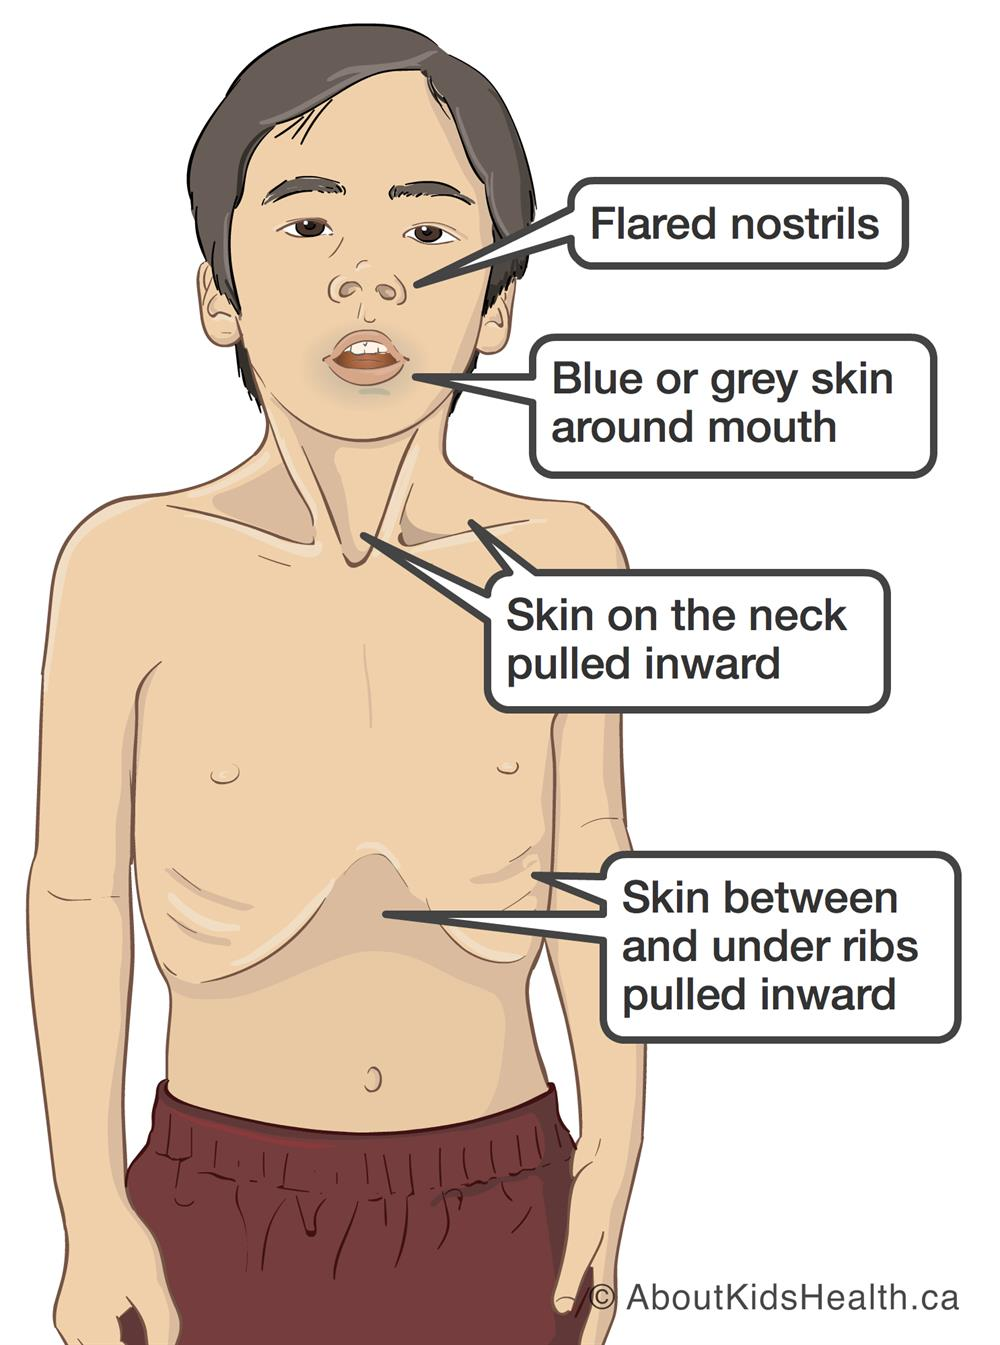 Flared nostrils
Blue or grey skin
around mouth
Skin on the neck
pulled inward
Skin between
and under ribs
pulled inward
© AboutKidsHealth.ca